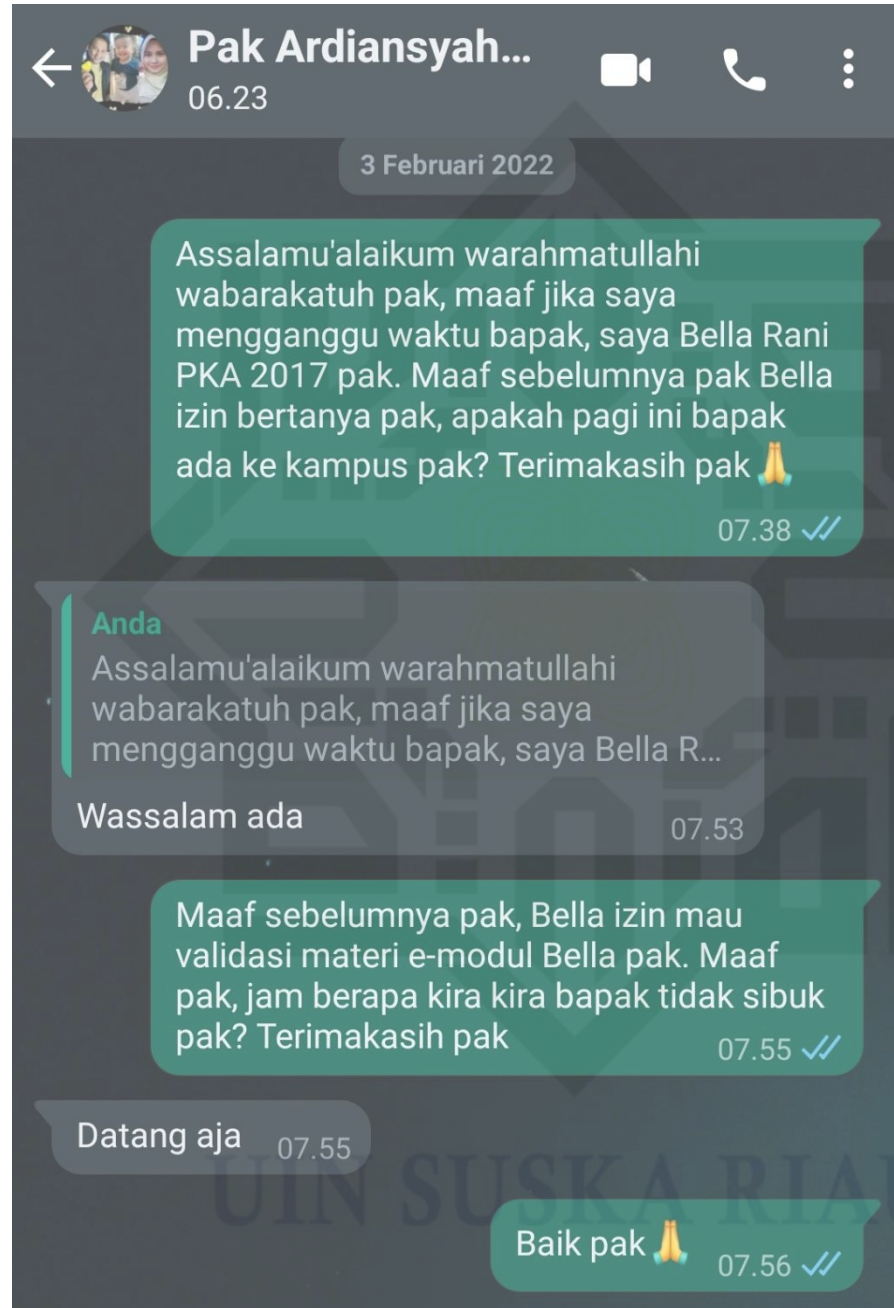 Pak Ardiansyah...
06.23
3 Februari 2022
Assalamu'alaikum warahmatullahi
wabarakatuh pak, maaf jika saya
mengganggu waktu bapak, saya Bella Rani
PKA 2017 pak. Maaf sebelumnya pak Bella
izin bertanya pak, apakah pagi ini bapak
ada ke kampus pak? Terimakasih pak🙏
07.38
Anda
Assalamu'alaikum warahmatullahi
wabarakatuh pak, maaf jika saya
mengganggu waktu bapak, saya Bella R...
Wassalam ada
07.53
Maaf sebelumnya pak, Bella izin mau
validasi materi e-modul Bella pak. Maaf
pak, jam berapa kira kira bapak tidak sibuk
pak? Terimakasih pak
07.55
Datang aja
07.55
UIN SUSKA RIAU
Baik pak🙏
07.56